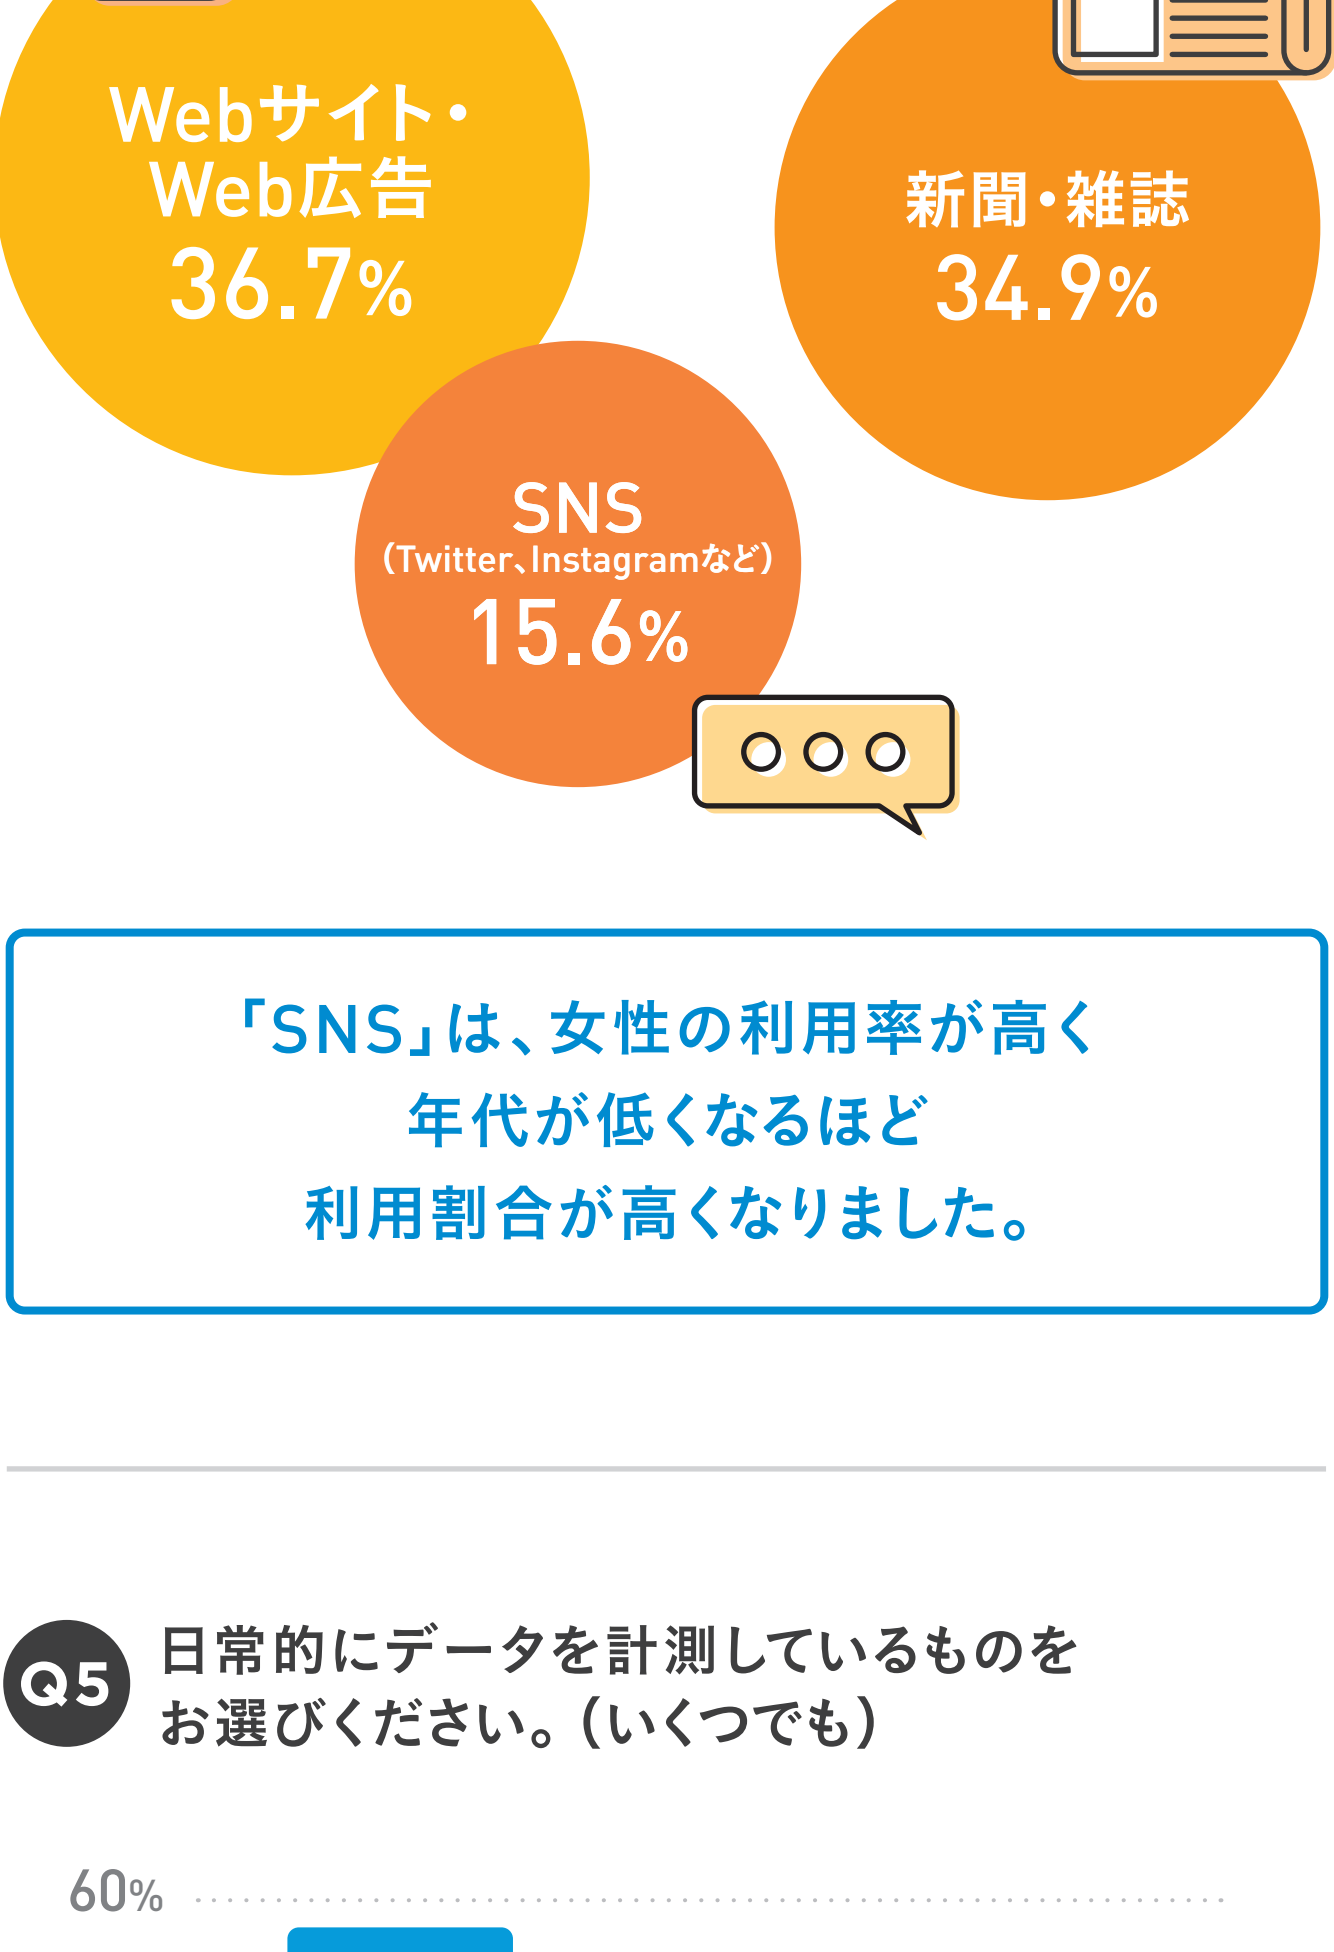 Webサイト・
Web広告
36.7%
新聞・雑誌
34.9%
SNS
（Twitter、Instagramなど）
15.6%
「SNS」は、女性の利用率が高く
年代が低くなるほど
利用割合が高くなりました。
Q5
日常的にデータを計測しているものを
お選びください。（いくつでも）
60%